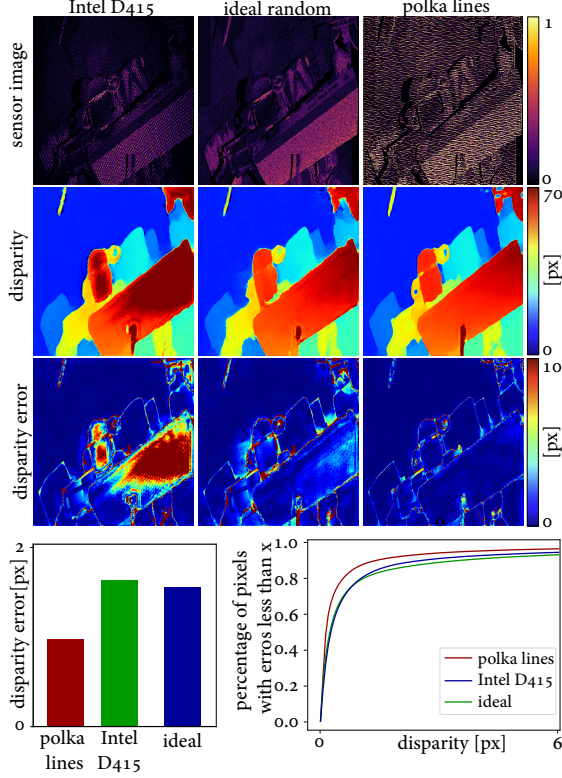 Intel D415 ideal random polka lines
sensor image
1
0
disparity
70
[px]
0
disparity error
10
[px]
0
disparity error [px]
2
0
polka lines
Intel D415
ideal
percentage of pixels
with erros less than x
1.0
0.8
0.6
0.4
0.2
0.0
polka lines
Intel D415
ideal
0
disparity [px]
6